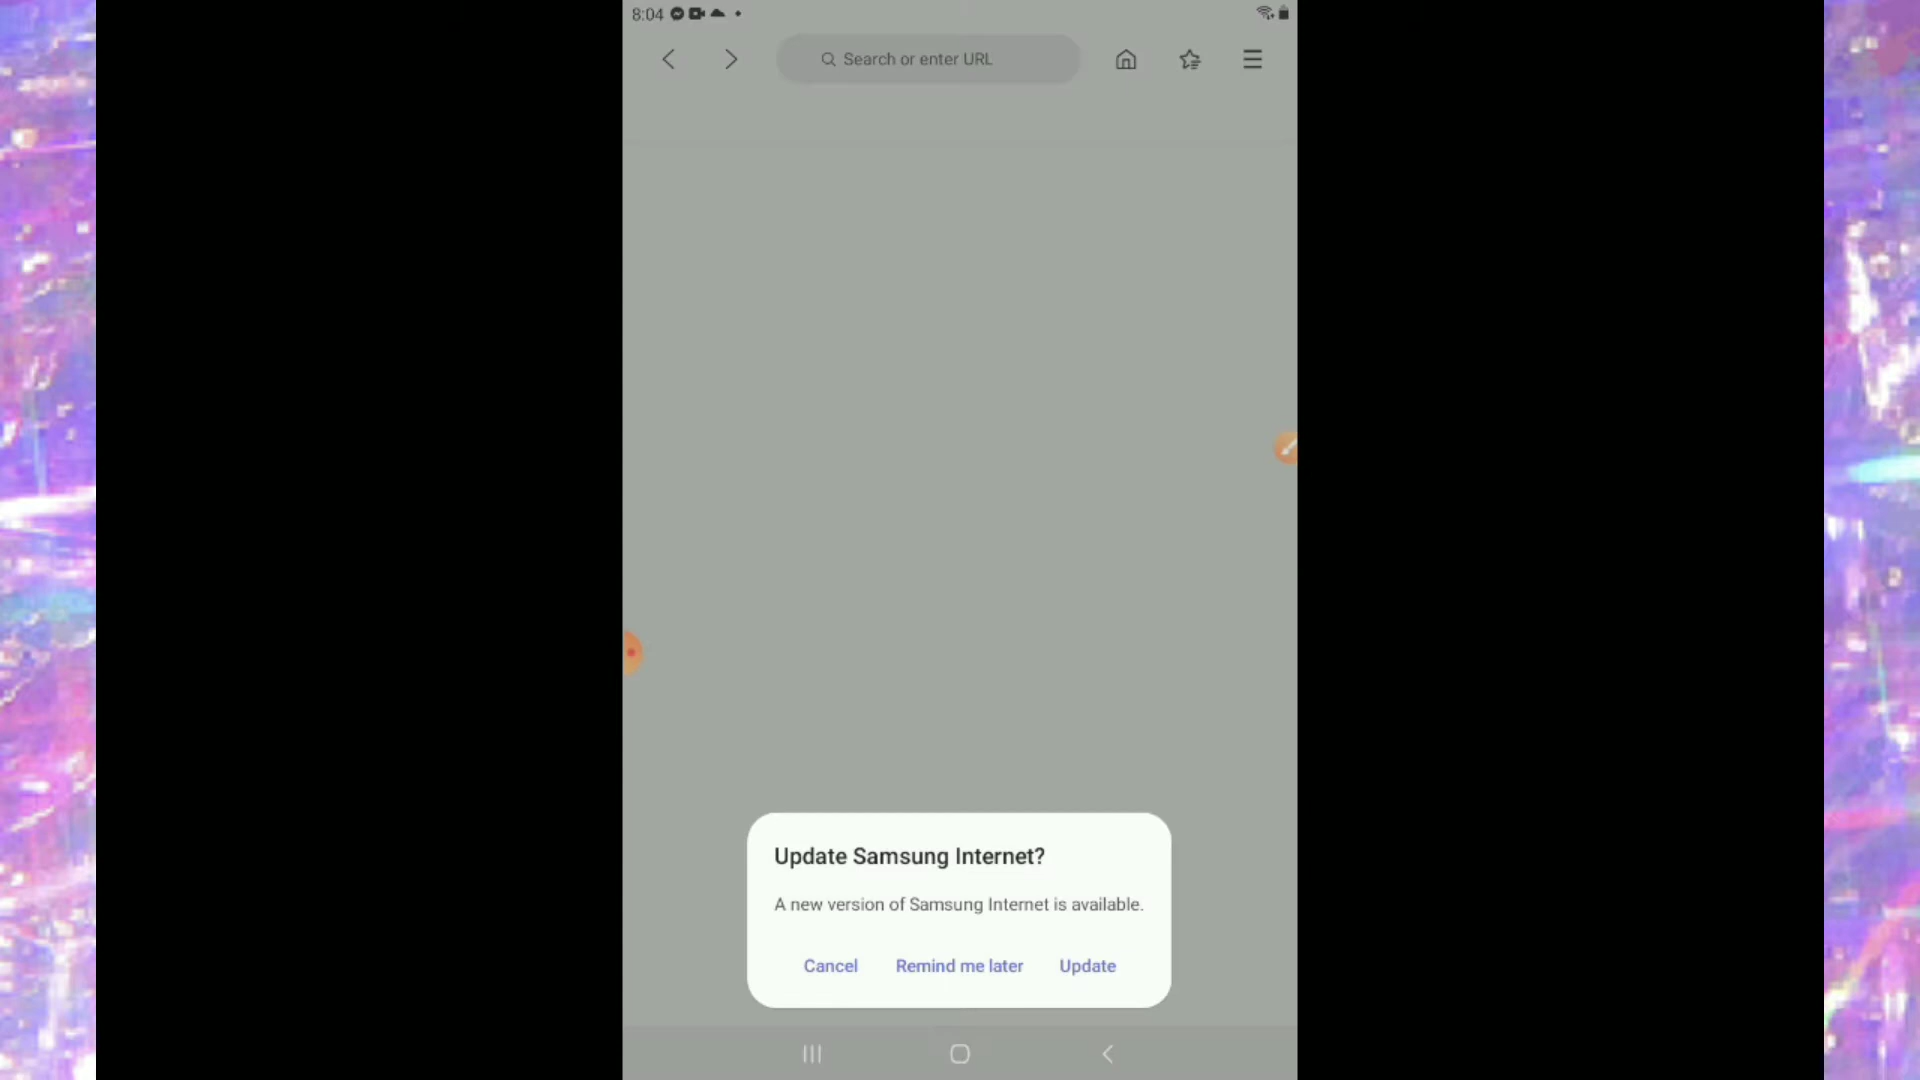 8:04
Search or enter URL
Update Samsung Internet?
A new version of Samsung Internet is available.
Cancel Remind me later Update